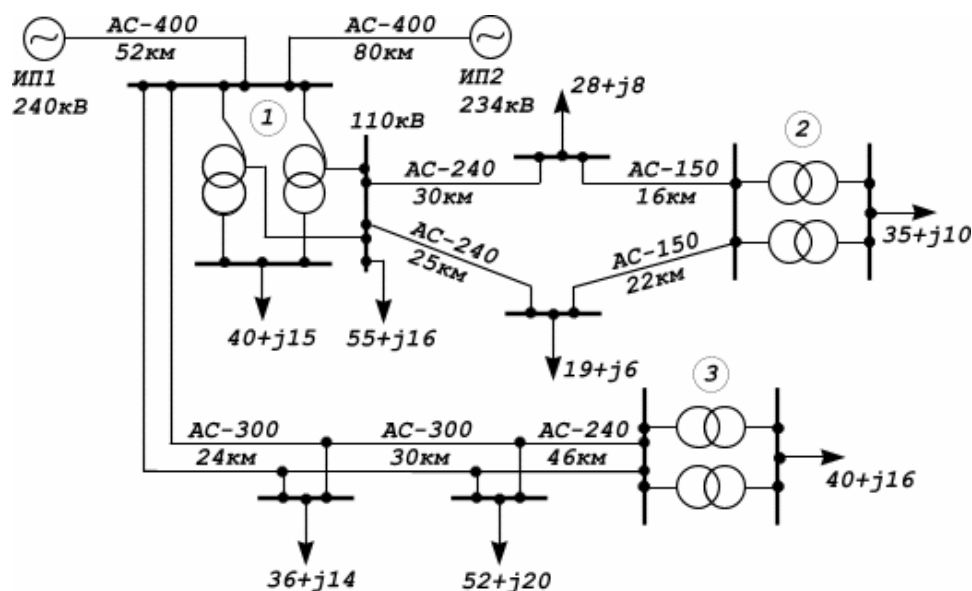 АС-400
52км
АС-400
80км
ИП1
240кВ
ИП2
234кВ
1
110кВ
28+j8
2
АС-240
30км
АС-150
16км
35+j10
АС-240
25км
АС-150
22км
40+j15
55+j16
19+j6
3
АС-300
24км
АС-300
30км
АС-240
46км
40+j16
36+j14
52+j20